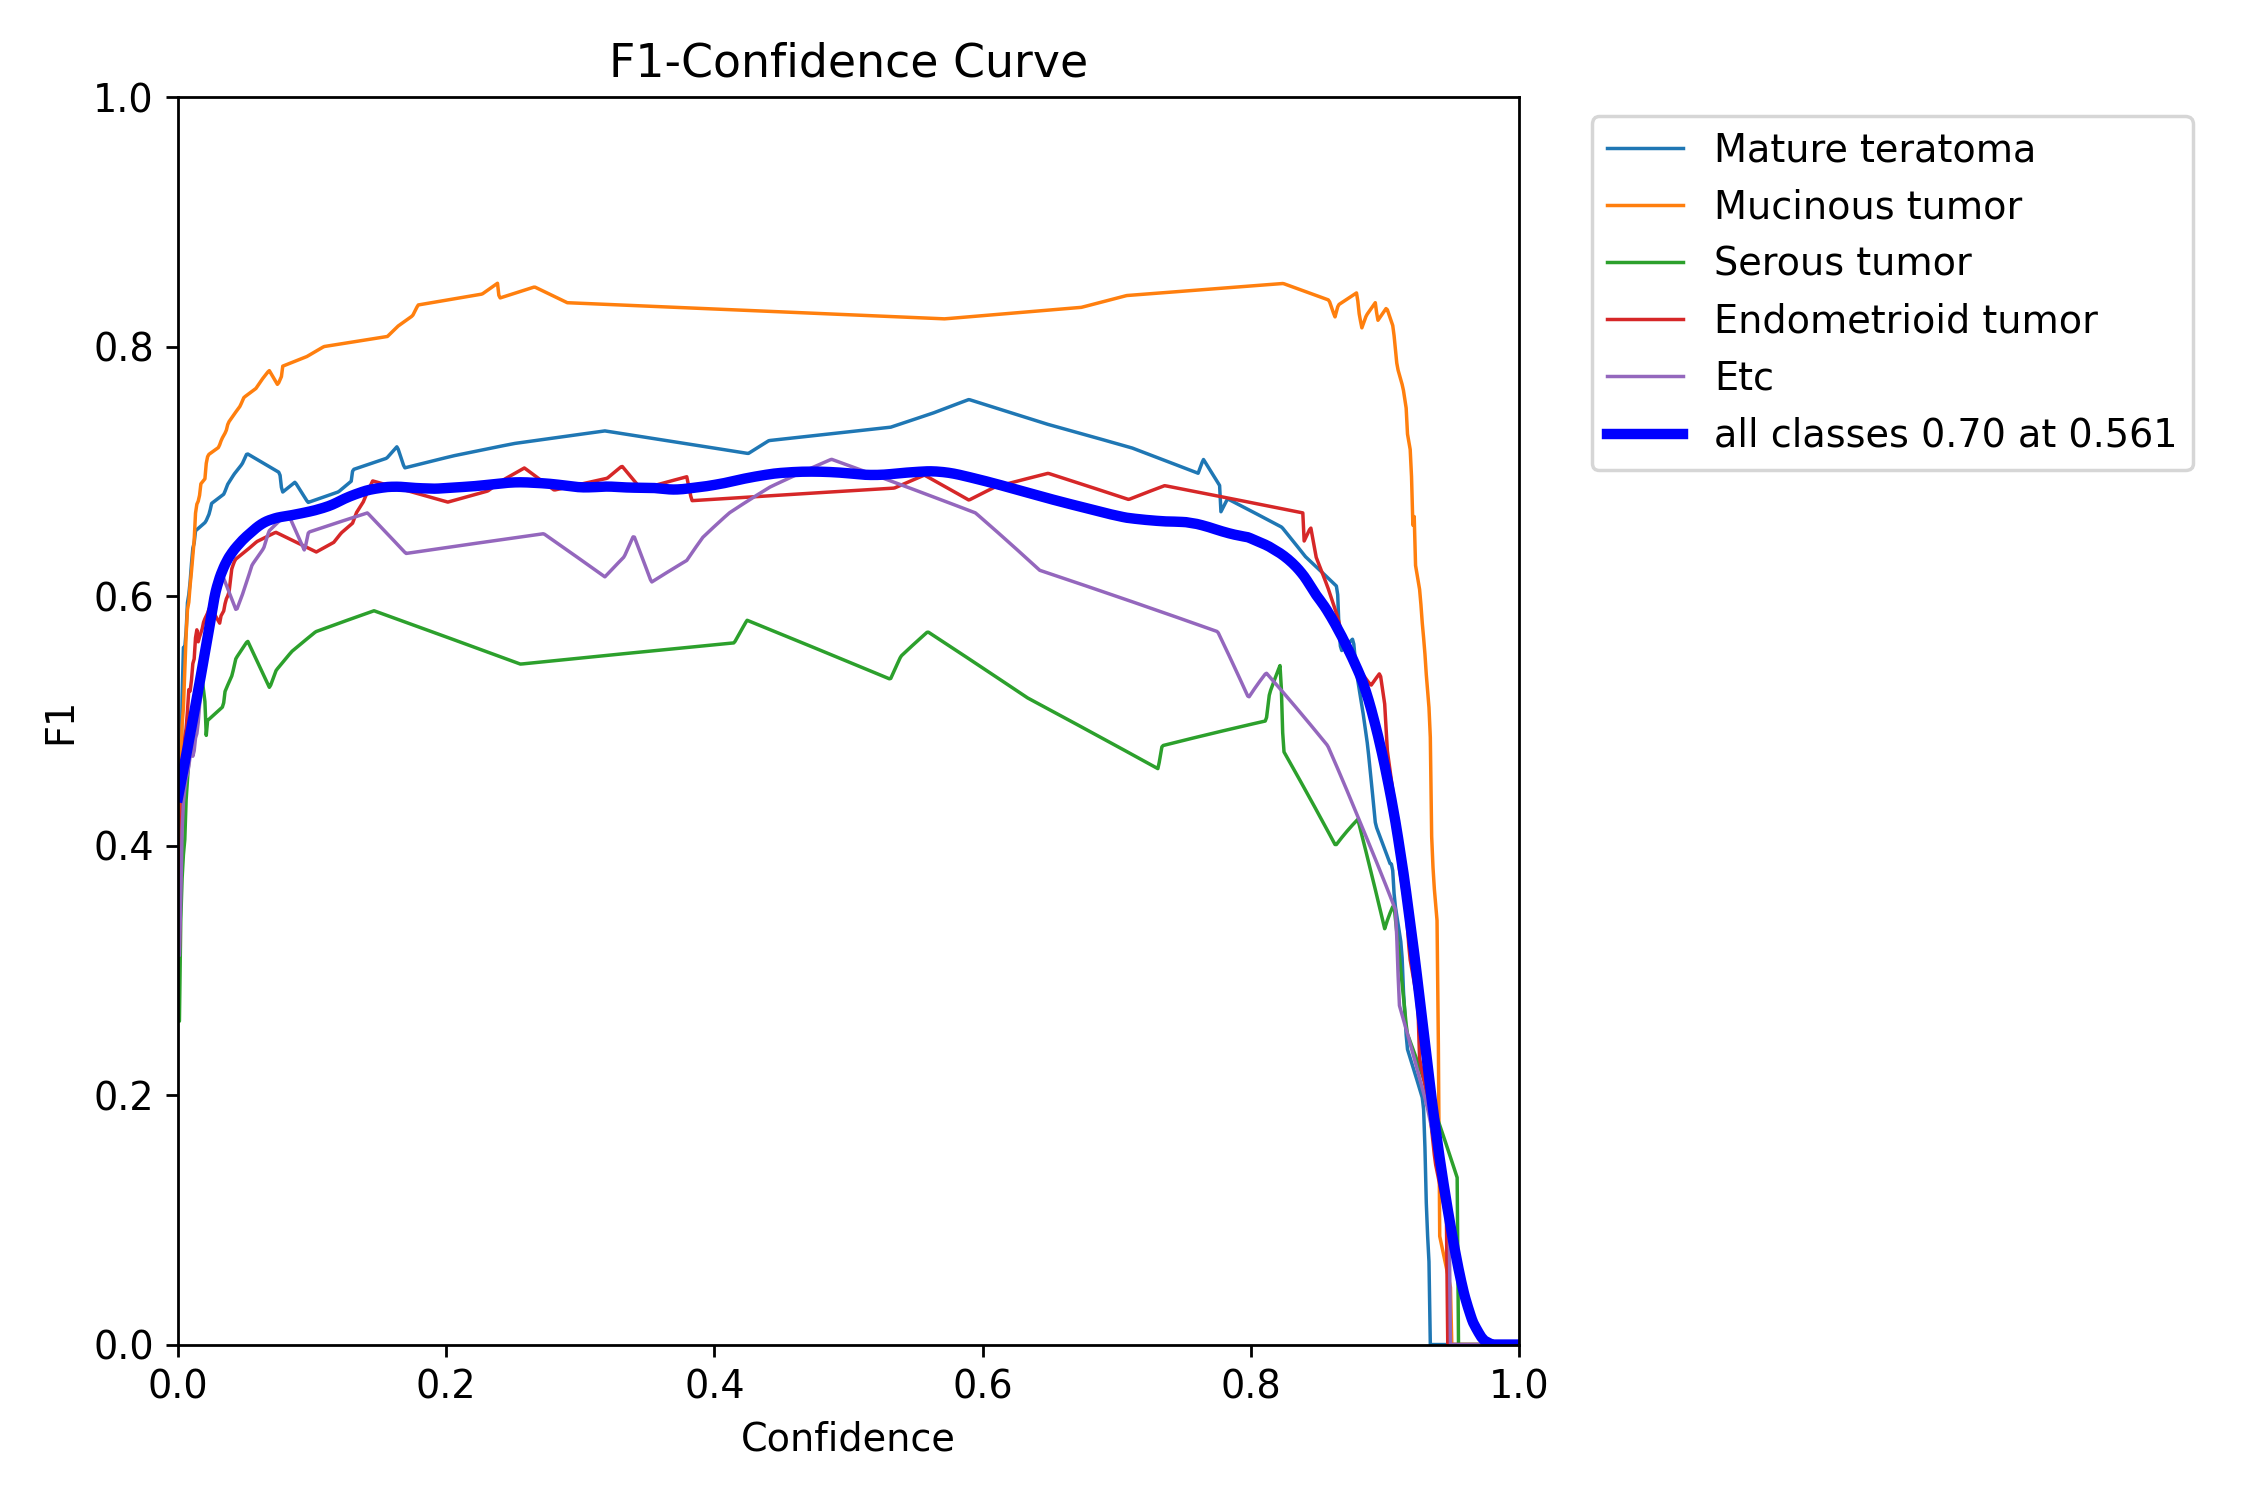 F1-Confidence Curve
1.0
0.8
0.6
0.4
0.2
0.0
F1
0.0 0.2 0.4 0.6 0.8 1.0
Confidence
Mature teratoma
Mucinous tumor
Serous tumor
Endometrioid tumor
Etc
all classes 0.70 at 0.561